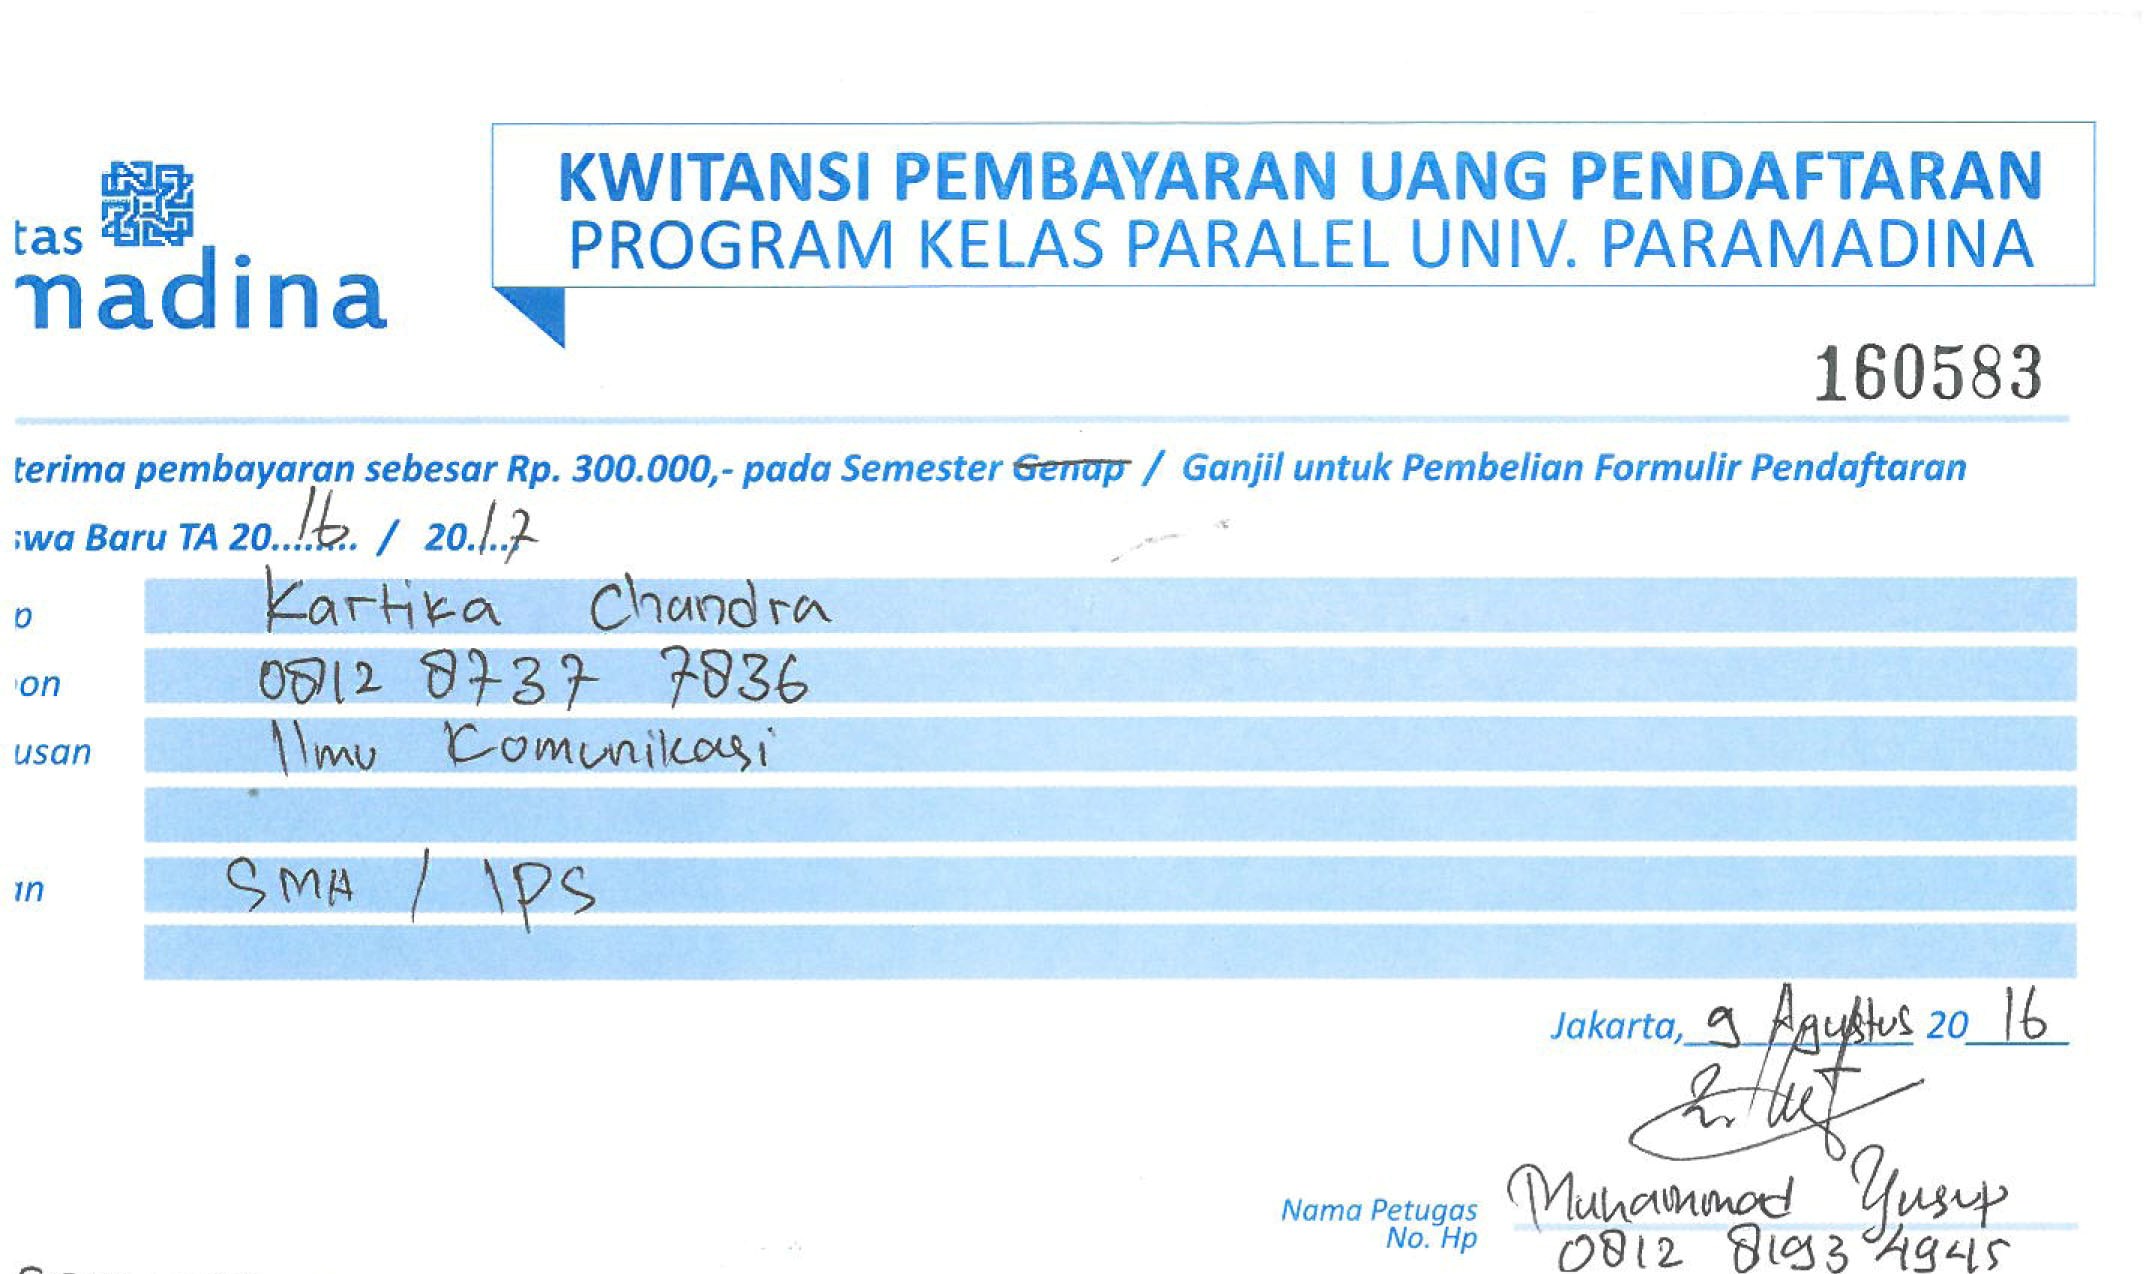 KWITANSI PEMBAYARAN UANG PENDAFTARAN
PROGRAM KELAS PARALEL UNIV. PARAMADINA
tas
madina
160583
terima pembayaran sebesar Rp. 300.000,- pada Semester Genap / Ganjil untuk Pembelian Formulir Pendaftaran
swa Baru TA 20...16... / 20.17
p Kartika Chandra
on 0812 8737 7836
usan Ilmu Komunikasi
an SMA / IPS
Jakarta, 9 Agustus 20 16
Nama Petugas Muhammad Yusup
No. Hp 0812 8193 4945